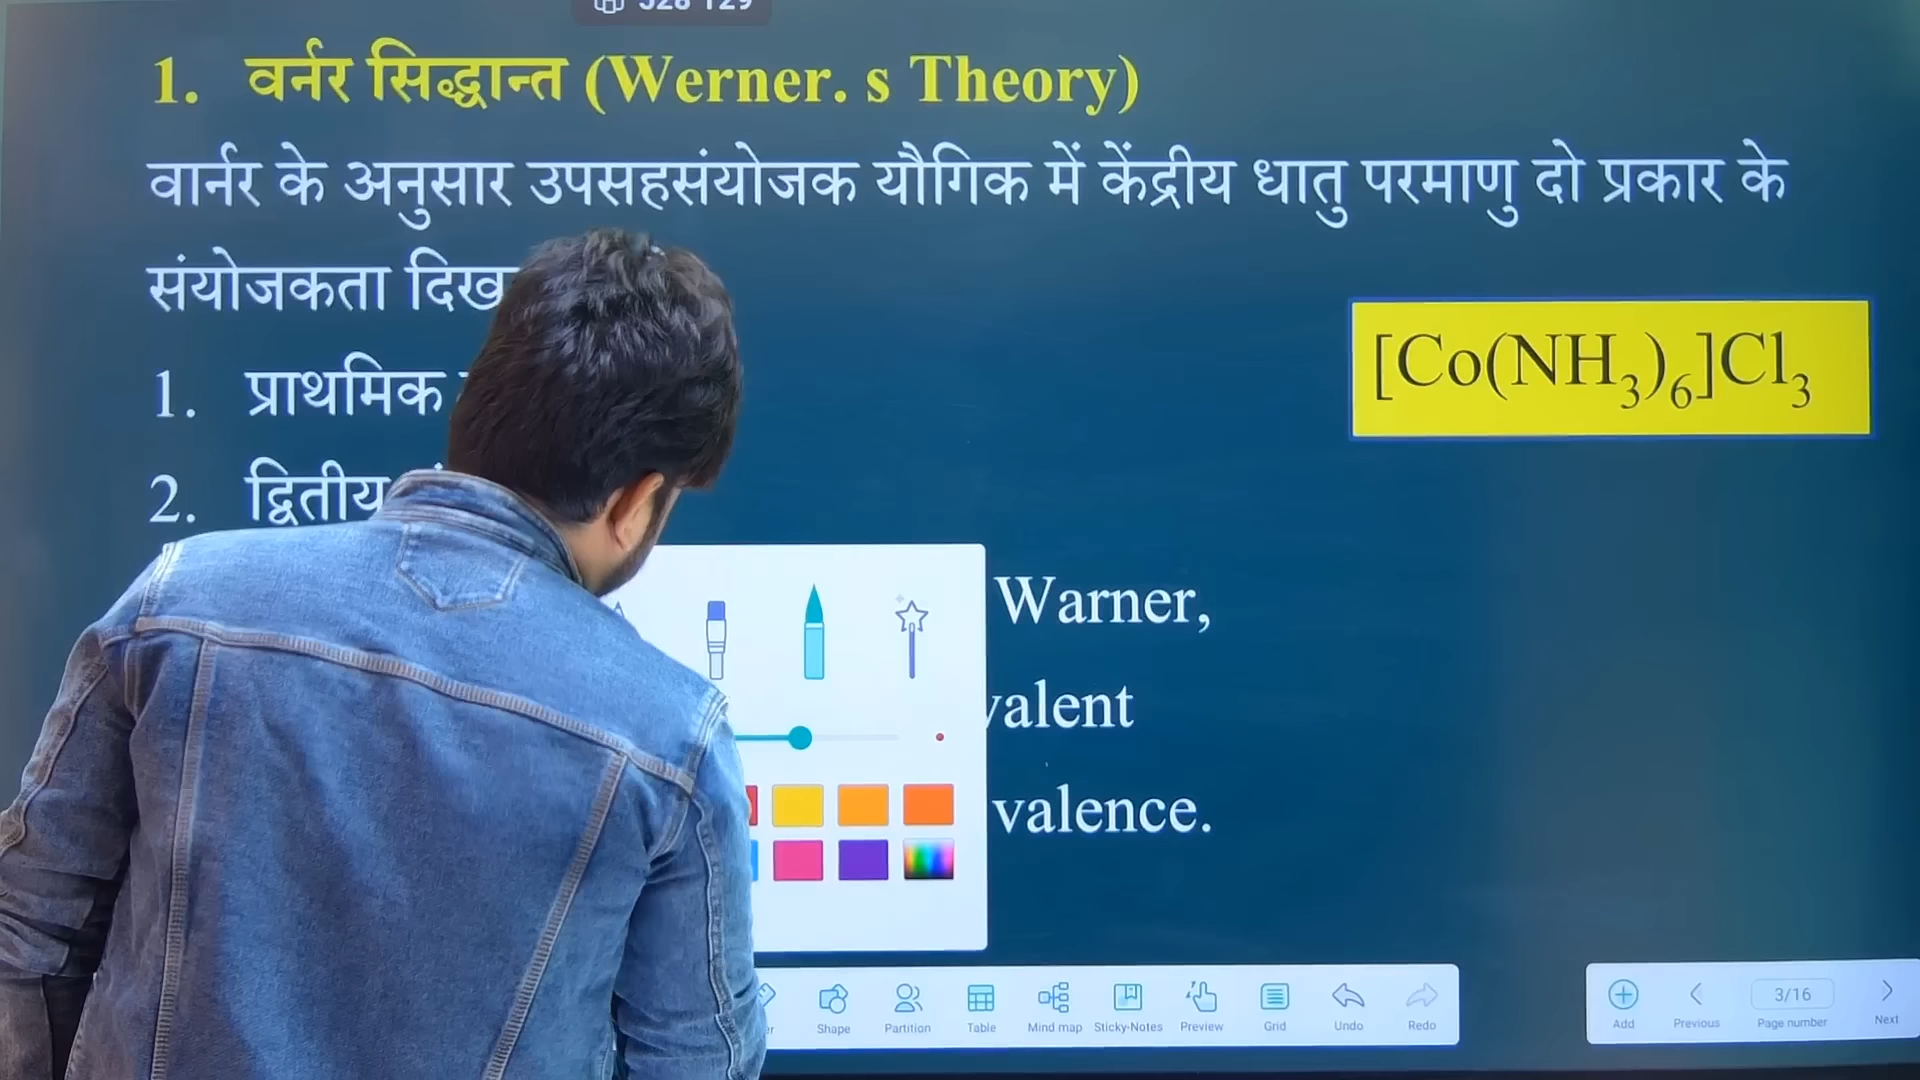 1. वर्नर सिद्धान्त (Werner. s Theory)
वार्नर के अनुसार उपसहसंयोजक यौगिक में केंद्रीय धातु परमाणु दो प्रकार के
संयोजकता
[Co(NH₃)₆]Cl₃
1. प्राथमिक
2. द्वितीय
Warner,
valent
valence.
Shape Partition Table Mind map Sticky-Notes Preview Grid Undo Redo
Add Previous 3/16 Page number Next